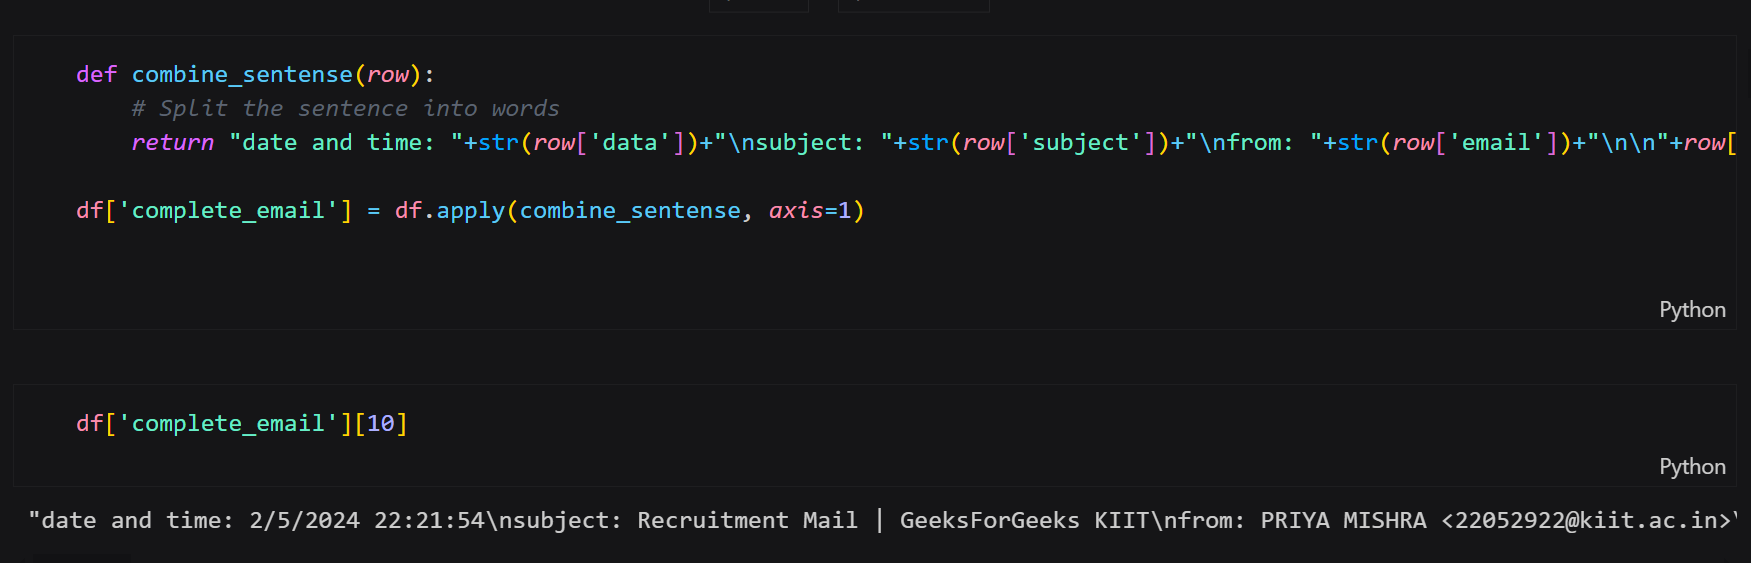 def combine_sentense(row):
    # Split the sentence into words
    return "date and time: "+str(row['data'])+"\nsubject: "+str(row['subject'])+"\nfrom: "+str(row['email'])+"\n\n"+row[
df['complete_email'] = df.apply(combine_sentense, axis=1)
Python
df['complete_email'][10]
Python
"date and time: 2/5/2024 22:21:54\nsubject: Recruitment Mail | GeeksForGeeks KIIT\nfrom: PRIYA MISHRA <22052922@kiit.ac.in>\